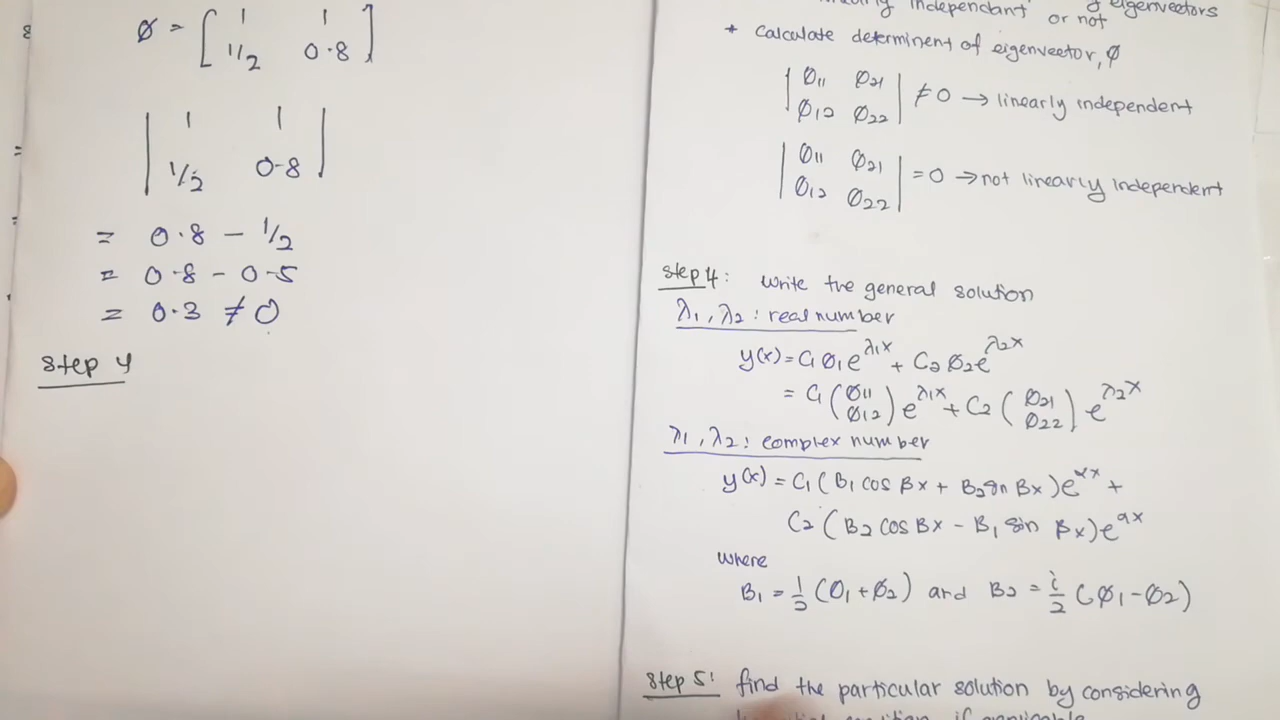 ø = [ 1 1
1/2 0.8 ]
| 1 1 |
| 1/2 0.8 |
= 0.8 - 1/2
= 0.8 - 0.5
= 0.3 ≠ 0
Step 4
independant or not eigenvectors
* calculate determinent of eigenvector, ø
| ø11 ø21 |
| ø12 ø22 | ≠ 0 → linearly independent
| ø11 ø21 |
| ø12 ø22 | = 0 → not linearly independent
step 4: write the general solution
λ1, λ2 : real number
y(x) = C1 ø1 e^λ1x + C2 ø2 e^λ2x
= C1 ( ø11 ø12 ) e^λ1x + C2 ( ø21 ø22 ) e^λ2x
λ1, λ2 : complex number
y(x) = C1 ( B1 cos βx + B2 sin βx ) e^αx +
C2 ( B2 cos βx - B1 sin βx ) e^αx
where
B1 = 1/2 ( ø1 + ø2 ) and B2 = i/2 ( ø1 - ø2 )
step 5: find the particular solution by considering